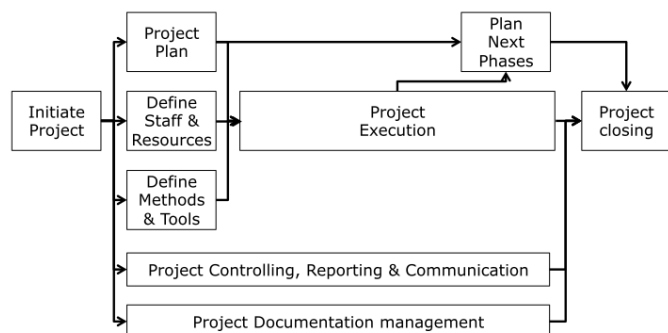 Initiate
Project
Project
Plan
Define
Staff &
Resources
Define
Methods
& Tools
Project
Execution
Plan
Next
Phases
Project
closing
Project Controlling, Reporting & Communication
Project Documentation management